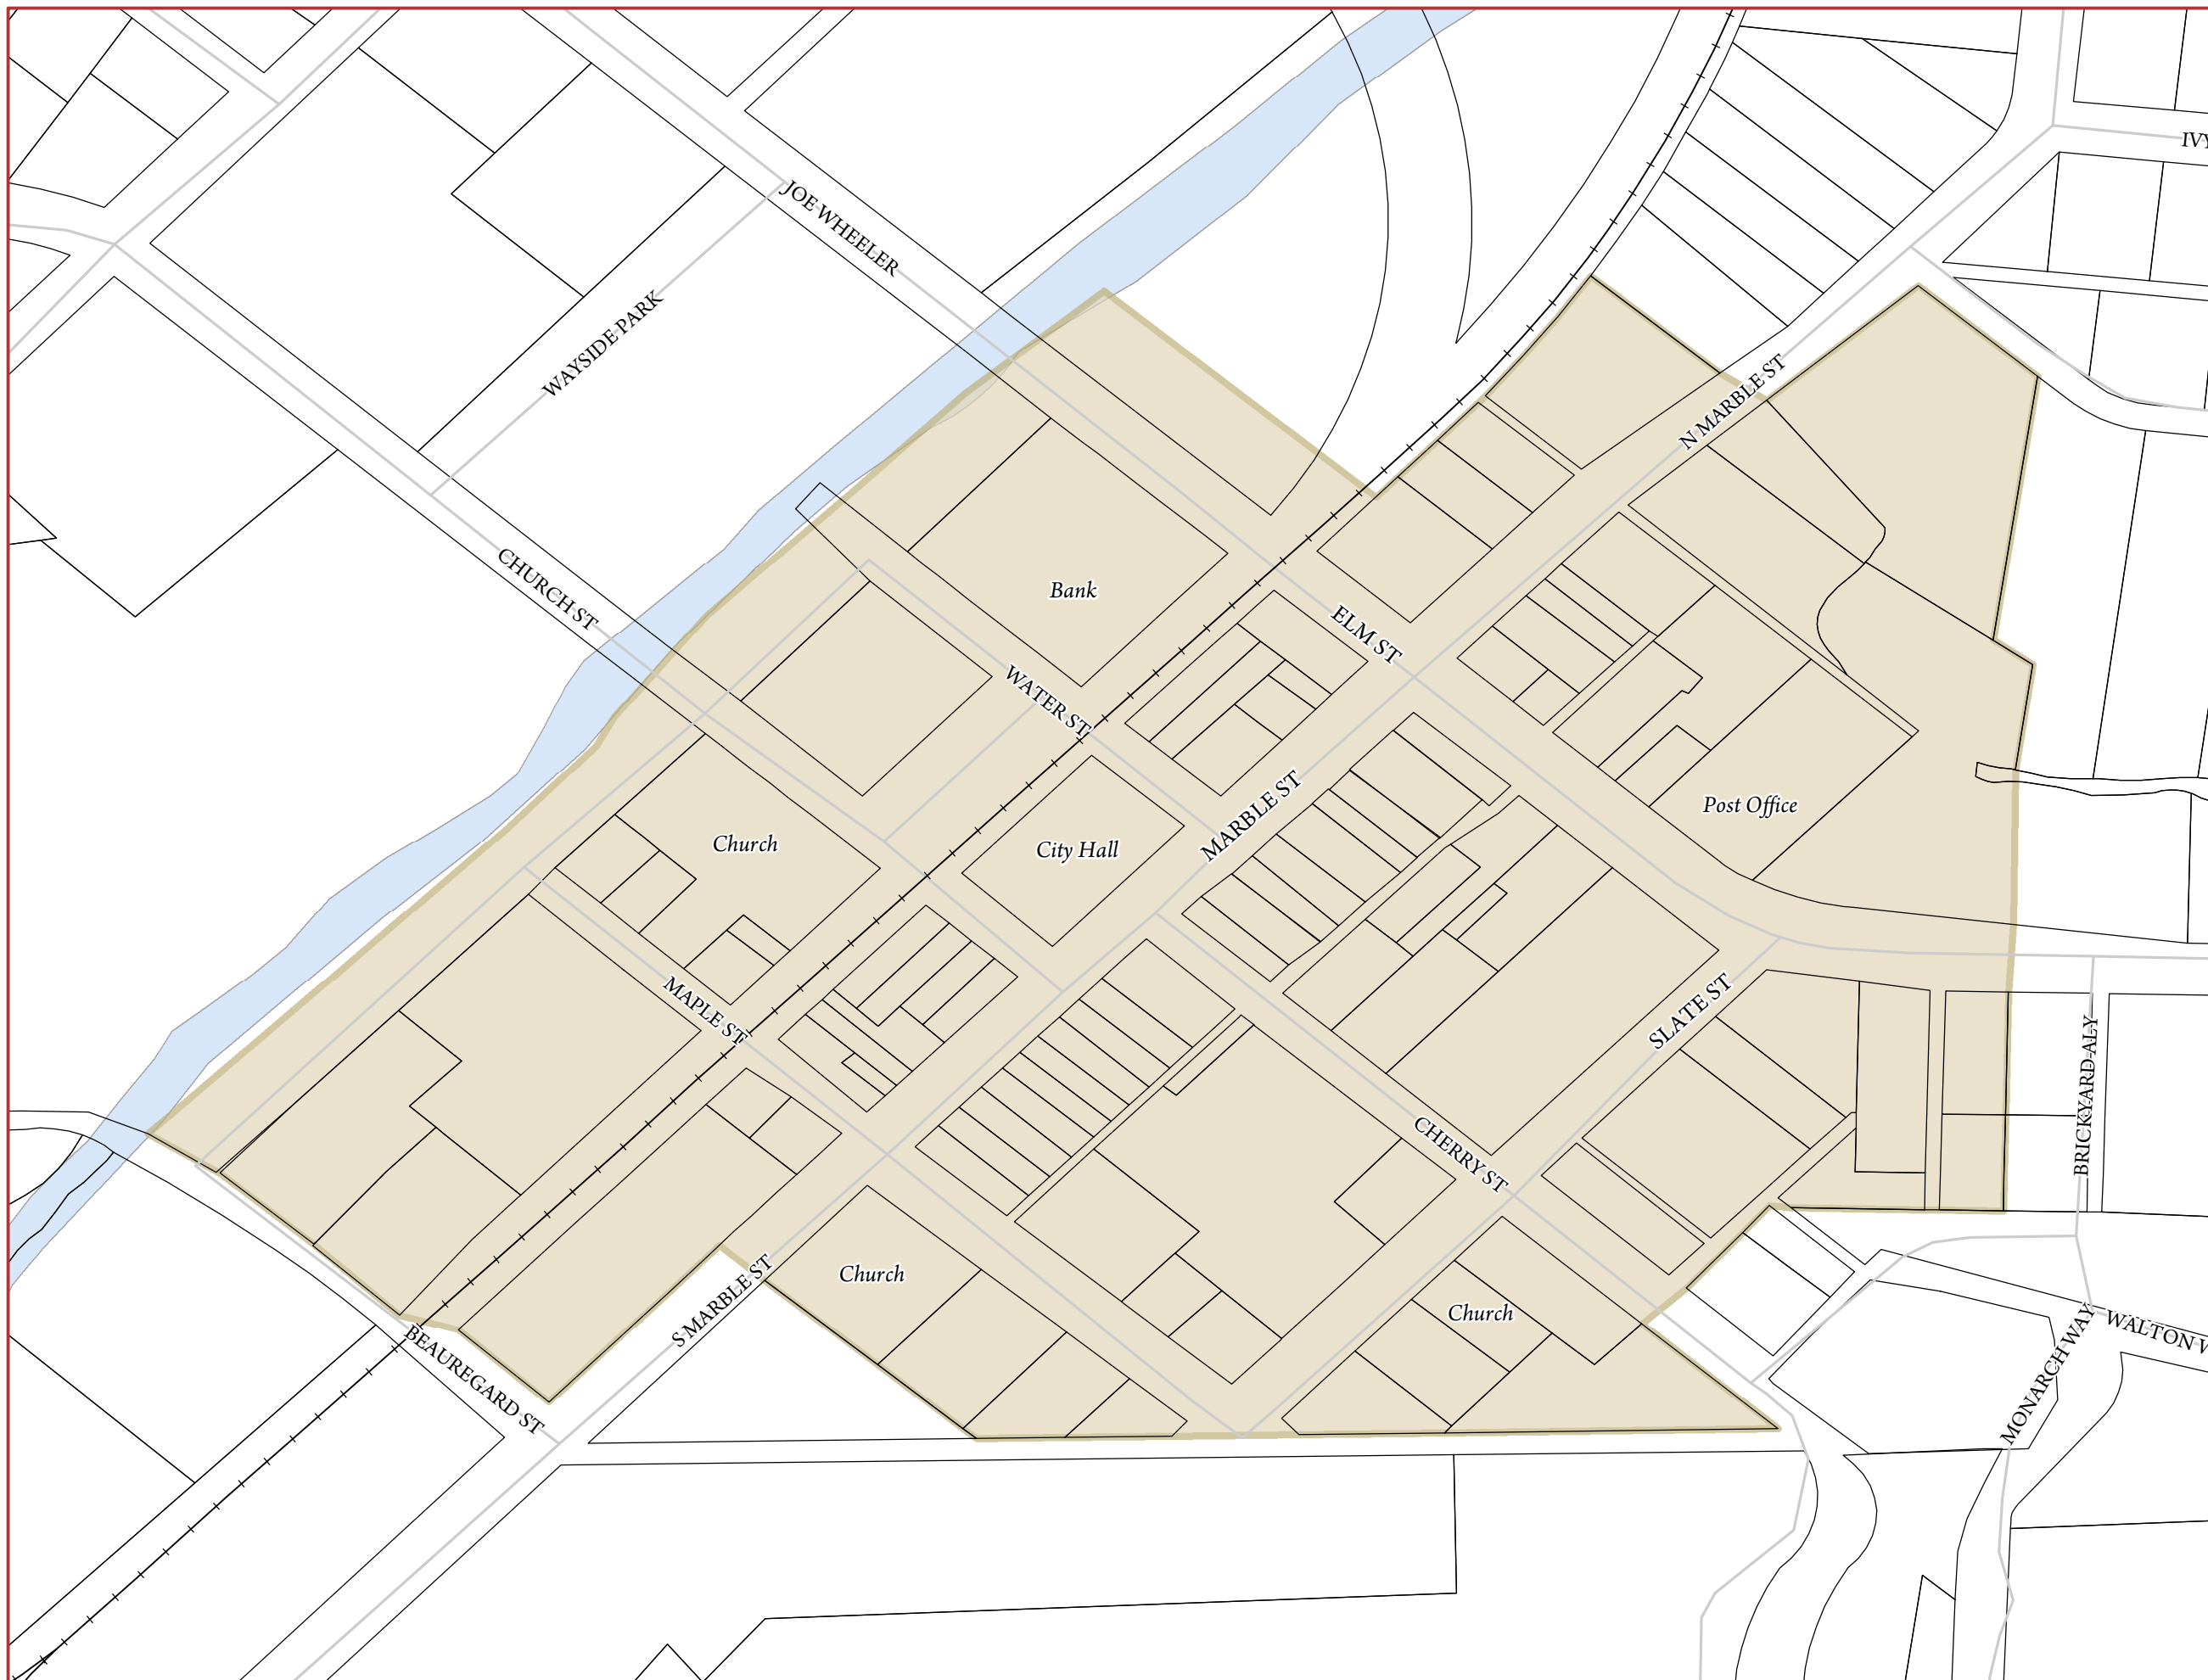 IVY
JOE WHEELER
WAYSIDE PARK
N MARBLE ST
CHURCH ST
Bank
ELM ST
WATER ST
Post Office
MARBLE ST
Church
City Hall
MAPLE ST
SLATE ST
BRICKYARD ALY
CHERRY ST
Church
S MARBLE ST
Church
BEAUREGARD ST
MONARCH WAY
WALTON